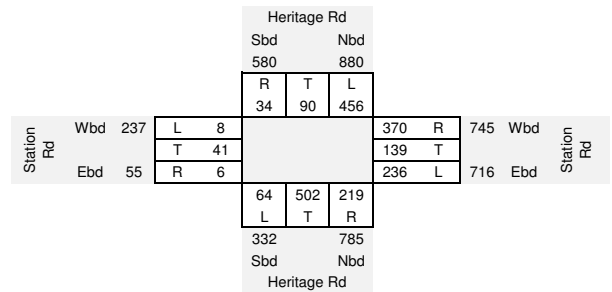 Heritage Rd
Sbd Nbd
580 880
R T L
34 90 456
Station Rd
Wbd 237 L 8
T 41
Ebd 55 R 6
370 R 745 Wbd
139 T
236 L 716 Ebd
Station Rd
64 502 219
L T R
332 785
Sbd Nbd
Heritage Rd